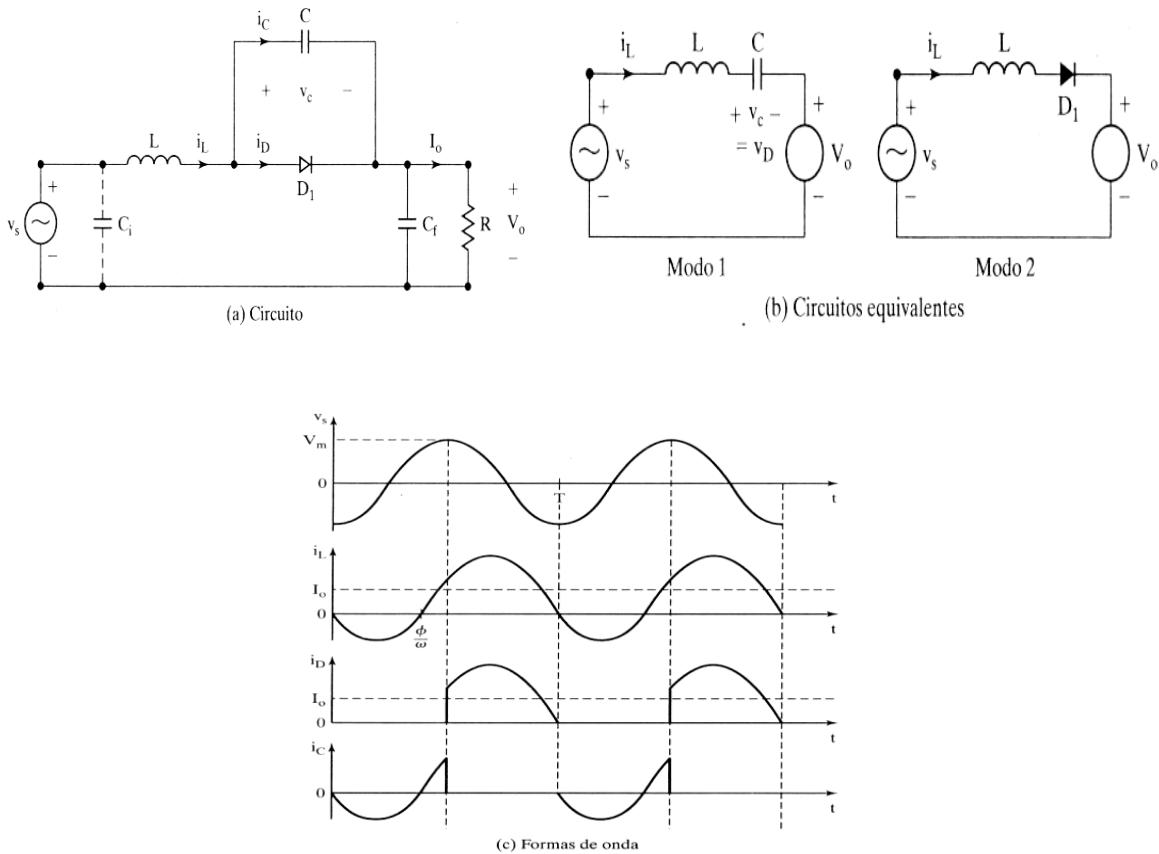 i_C C
+ v_c −
L i_L i_D I_o
D_1
+ v_s −
C_i
C_f
R
+ V_o −
(a) Circuito
i_L L C
+ v_c −
= v_D
+ v_s −
+ V_o −
Modo 1
i_L L
D_1
+ v_s −
+ V_o −
Modo 2
(b) Circuitos equivalentes
v_s
V_m
0
T
t
i_L
I_o
0
ϕ/ω
t
i_D
I_o
0
t
i_C
0
t
(c) Formas de onda